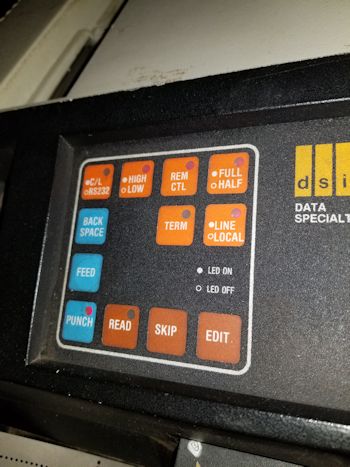 C/L
RS232
HIGH
LOW
REM
CTL
FULL
HALF
BACK
SPACE
TERM
LINE
LOCAL
FEED
LED ON
LED OFF
PUNCH
READ
SKIP
EDIT
dsi
DATA